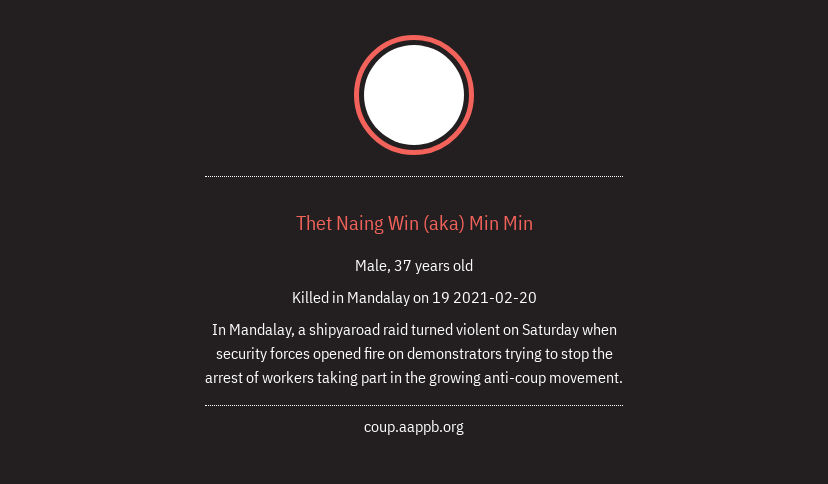 Thet Naing Win (aka) Min Min
Male, 37 years old
Killed in Mandalay on 19 2021-02-20
In Mandalay, a shipyaroad raid turned violent on Saturday when
security forces opened fire on demonstrators trying to stop the
arrest of workers taking part in the growing anti-coup movement.
coup.aappb.org